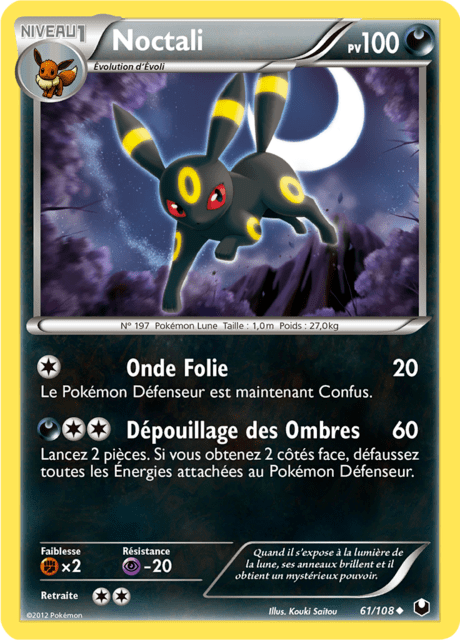 NIVEAU1
Noctali
PV100
Évolution d'Évoli
N° 197 Pokémon Lune Taille : 1,0m Poids : 27,0kg
Onde Folie 20
Le Pokémon Défenseur est maintenant Confus.
Dépouillage des Ombres 60
Lancez 2 pièces. Si vous obtenez 2 côtés face, défaussez
toutes les Énergies attachées au Pokémon Défenseur.
Faiblesse
×2
Résistance
-20
Retraite
Quand il s'expose à la lumière de
la lune, ses anneaux brillent et il
obtient un mystérieux pouvoir.
©2012 Pokémon
Illus. Kouki Saitou
61/108